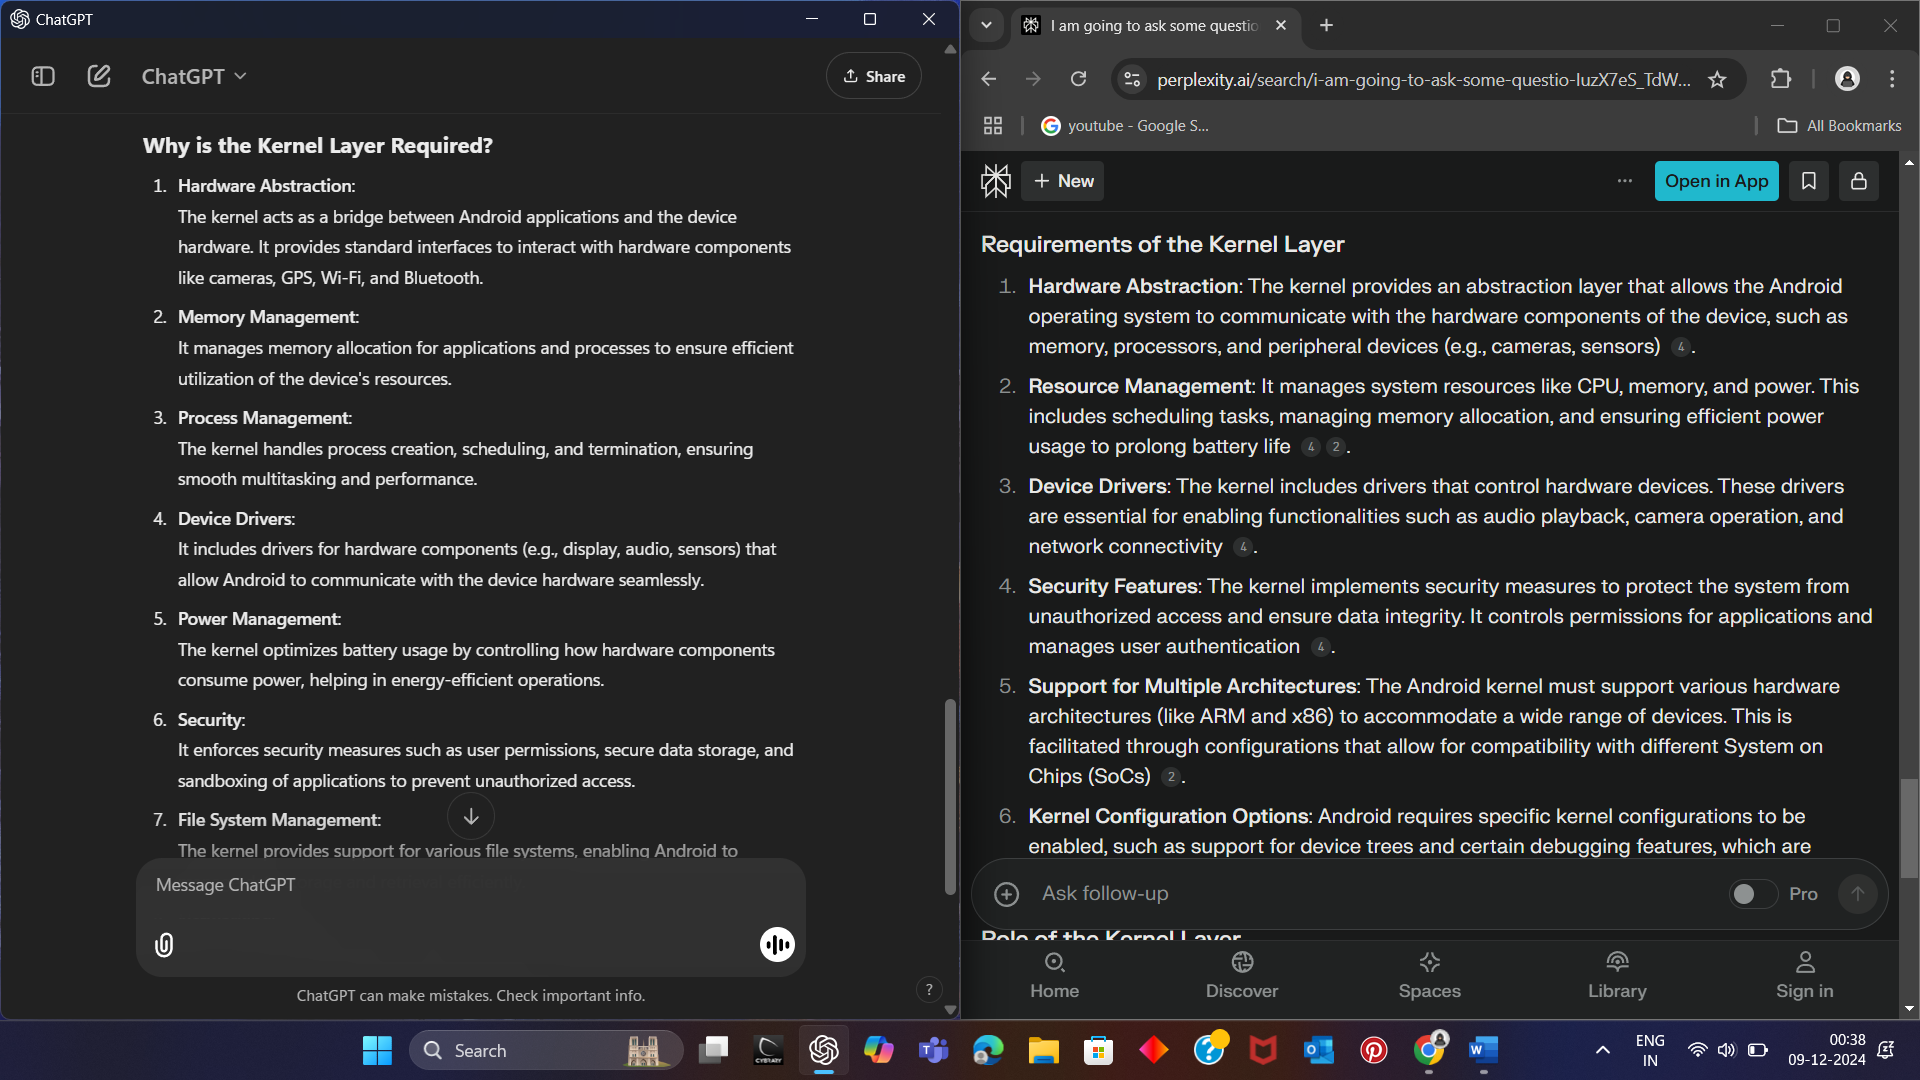 ChatGPT
ChatGPT
Share
Why is the Kernel Layer Required?
1. Hardware Abstraction:
The kernel acts as a bridge between Android applications and the device
hardware. It provides standard interfaces to interact with hardware components
like cameras, GPS, Wi-Fi, and Bluetooth.
2. Memory Management:
It manages memory allocation for applications and processes to ensure efficient
utilization of the device's resources.
3. Process Management:
The kernel handles process creation, scheduling, and termination, ensuring
smooth multitasking and performance.
4. Device Drivers:
It includes drivers for hardware components (e.g., display, audio, sensors) that
allow Android to communicate with the device hardware seamlessly.
5. Power Management:
The kernel optimizes battery usage by controlling how hardware components
consume power, helping in energy-efficient operations.
6. Security:
It enforces security measures such as user permissions, secure data storage, and
sandboxing of applications to prevent unauthorized access.
7. File System Management:
The kernel provides support for various file systems, enabling Android to
Message ChatGPT
ChatGPT can make mistakes. Check important info.
?
I am going to ask some questio
perplexity.ai/search/i-am-going-to-ask-some-questio-luzX7eS_TdW...
youtube - Google S...
All Bookmarks
+ New
Open in App
Requirements of the Kernel Layer
1. Hardware Abstraction: The kernel provides an abstraction layer that allows the Android
operating system to communicate with the hardware components of the device, such as
memory, processors, and peripheral devices (e.g., cameras, sensors) 4.
2. Resource Management: It manages system resources like CPU, memory, and power. This
includes scheduling tasks, managing memory allocation, and ensuring efficient power
usage to prolong battery life 4 2.
3. Device Drivers: The kernel includes drivers that control hardware devices. These drivers
are essential for enabling functionalities such as audio playback, camera operation, and
network connectivity 4.
4. Security Features: The kernel implements security measures to protect the system from
unauthorized access and ensure data integrity. It controls permissions for applications and
manages user authentication 4.
5. Support for Multiple Architectures: The Android kernel must support various hardware
architectures (like ARM and x86) to accommodate a wide range of devices. This is
facilitated through configurations that allow for compatibility with different System on
Chips (SoCs) 2.
6. Kernel Configuration Options: Android requires specific kernel configurations to be
enabled, such as support for device trees and certain debugging features, which are
Ask follow-up
Pro
Role of the Kernel Layer
Home
Discover
Spaces
Library
Sign in
Search
ENG
IN
00:38
09-12-2024